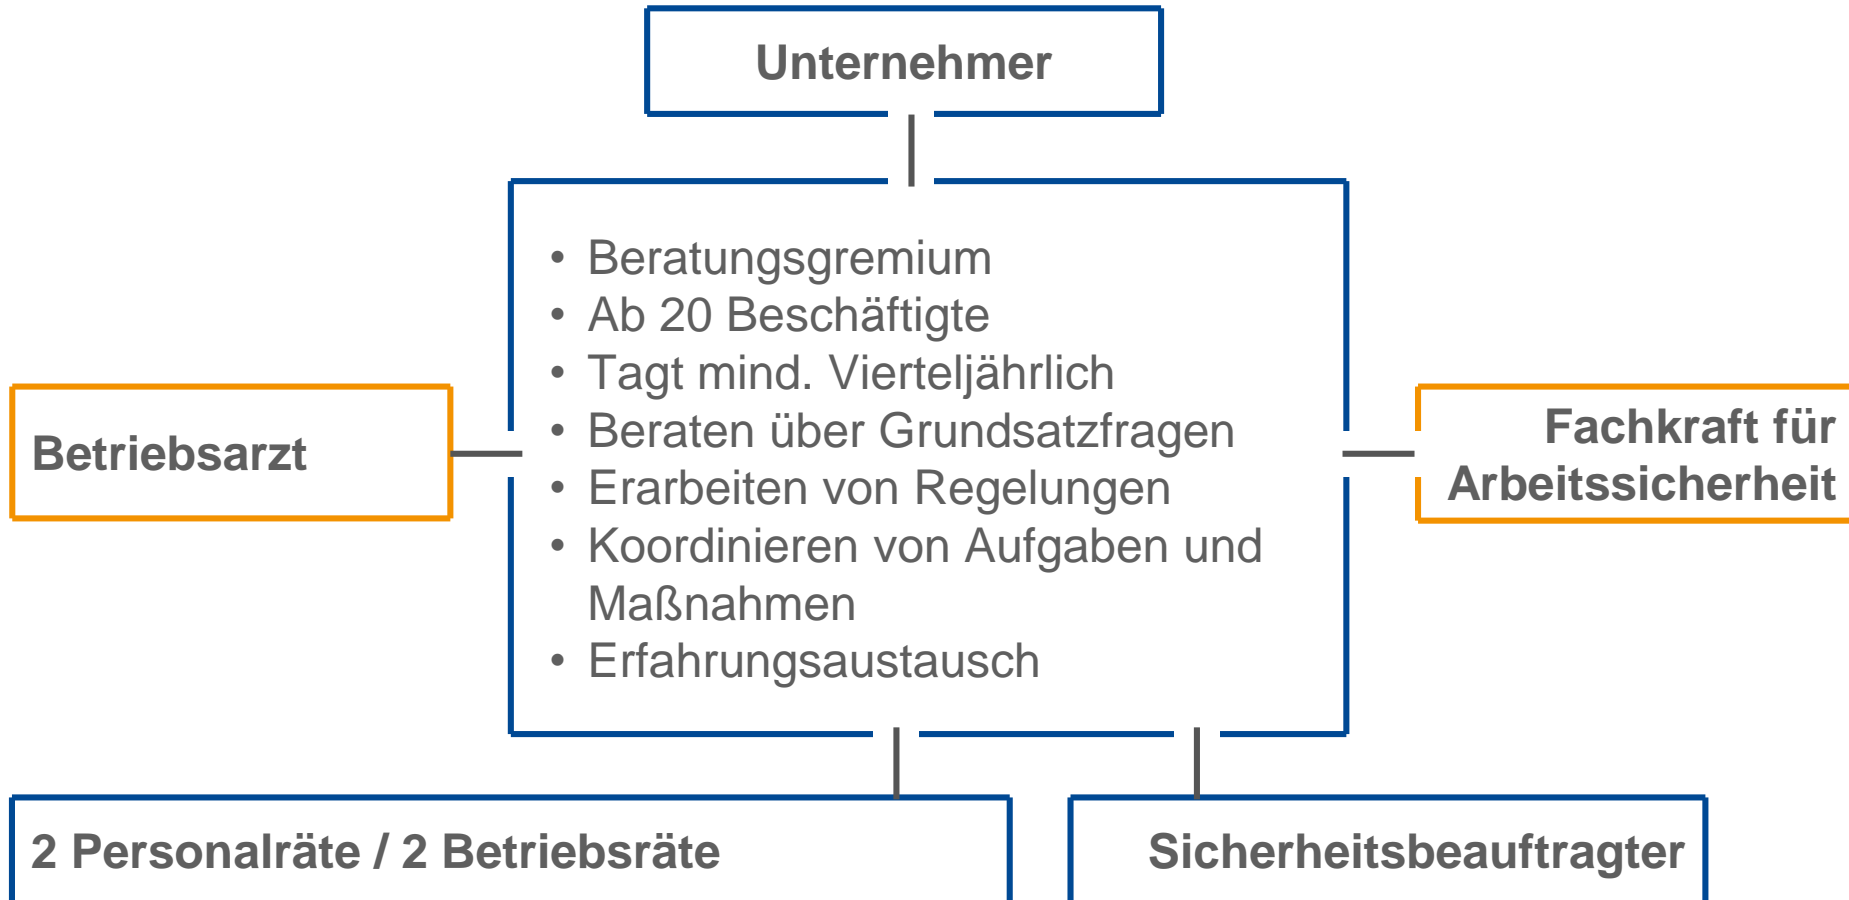 Unternehmer
• Beratungsgremium
• Ab 20 Beschäftigte
• Tagt mind. Vierteljährlich
• Beraten über Grundsatzfragen
• Erarbeiten von Regelungen
• Koordinieren von Aufgaben und
Maßnahmen
• Erfahrungsaustausch
Betriebsarzt
Fachkraft für
Arbeitssicherheit
2 Personalräte / 2 Betriebsräte
Sicherheitsbeauftragter